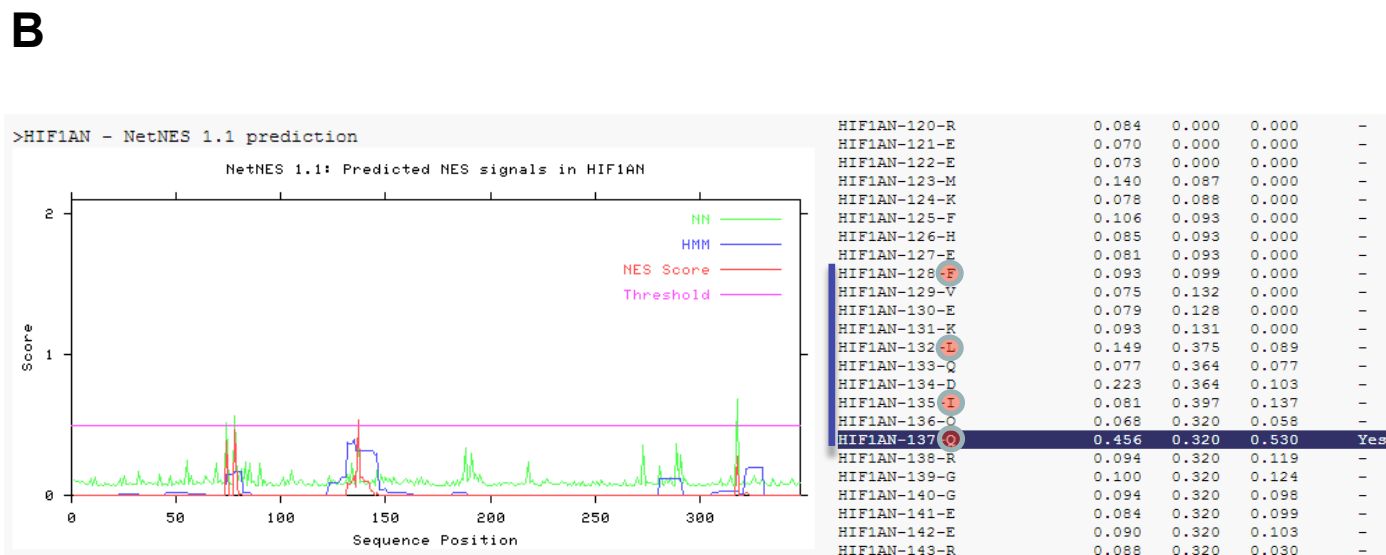 B
>HIF1AN - NetNES 1.1 prediction
NetNES 1.1: Predicted NES signals in HIF1AN
2
1
0
Score
NN
HMM
NES Score
Threshold
0 50 100 150 200 250 300
Sequence Position
HIF1AN-120-R 0.084 0.000 0.000 -
HIF1AN-121-E 0.070 0.000 0.000 -
HIF1AN-122-E 0.073 0.000 0.000 -
HIF1AN-123-M 0.140 0.087 0.000 -
HIF1AN-124-K 0.078 0.088 0.000 -
HIF1AN-125-F 0.106 0.093 0.000 -
HIF1AN-126-H 0.085 0.093 0.000 -
HIF1AN-127-E 0.081 0.093 0.000 -
HIF1AN-128-F 0.093 0.099 0.000 -
HIF1AN-129-V 0.075 0.132 0.000 -
HIF1AN-130-E 0.079 0.128 0.000 -
HIF1AN-131-K 0.093 0.131 0.000 -
HIF1AN-132-L 0.149 0.375 0.089 -
HIF1AN-133-Q 0.077 0.364 0.077 -
HIF1AN-134-D 0.223 0.364 0.103 -
HIF1AN-135-I 0.081 0.397 0.137 -
HIF1AN-136-Q 0.068 0.320 0.058 -
HIF1AN-137-Q 0.456 0.320 0.530 Yes
HIF1AN-138-R 0.094 0.320 0.119 -
HIF1AN-139-G 0.100 0.320 0.124 -
HIF1AN-140-G 0.094 0.320 0.098 -
HIF1AN-141-E 0.084 0.320 0.099 -
HIF1AN-142-E 0.090 0.320 0.103 -
HIF1AN-143-R 0.088 0.320 0.030 -